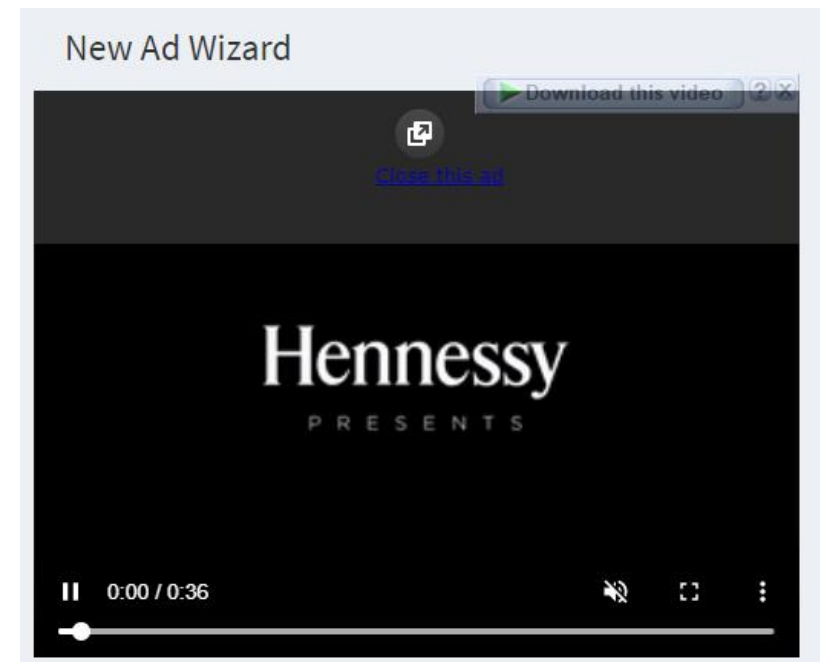 New Ad Wizard
Download this video ? X
Close this ad
Hennessy
PRESENTS
0:00 / 0:36